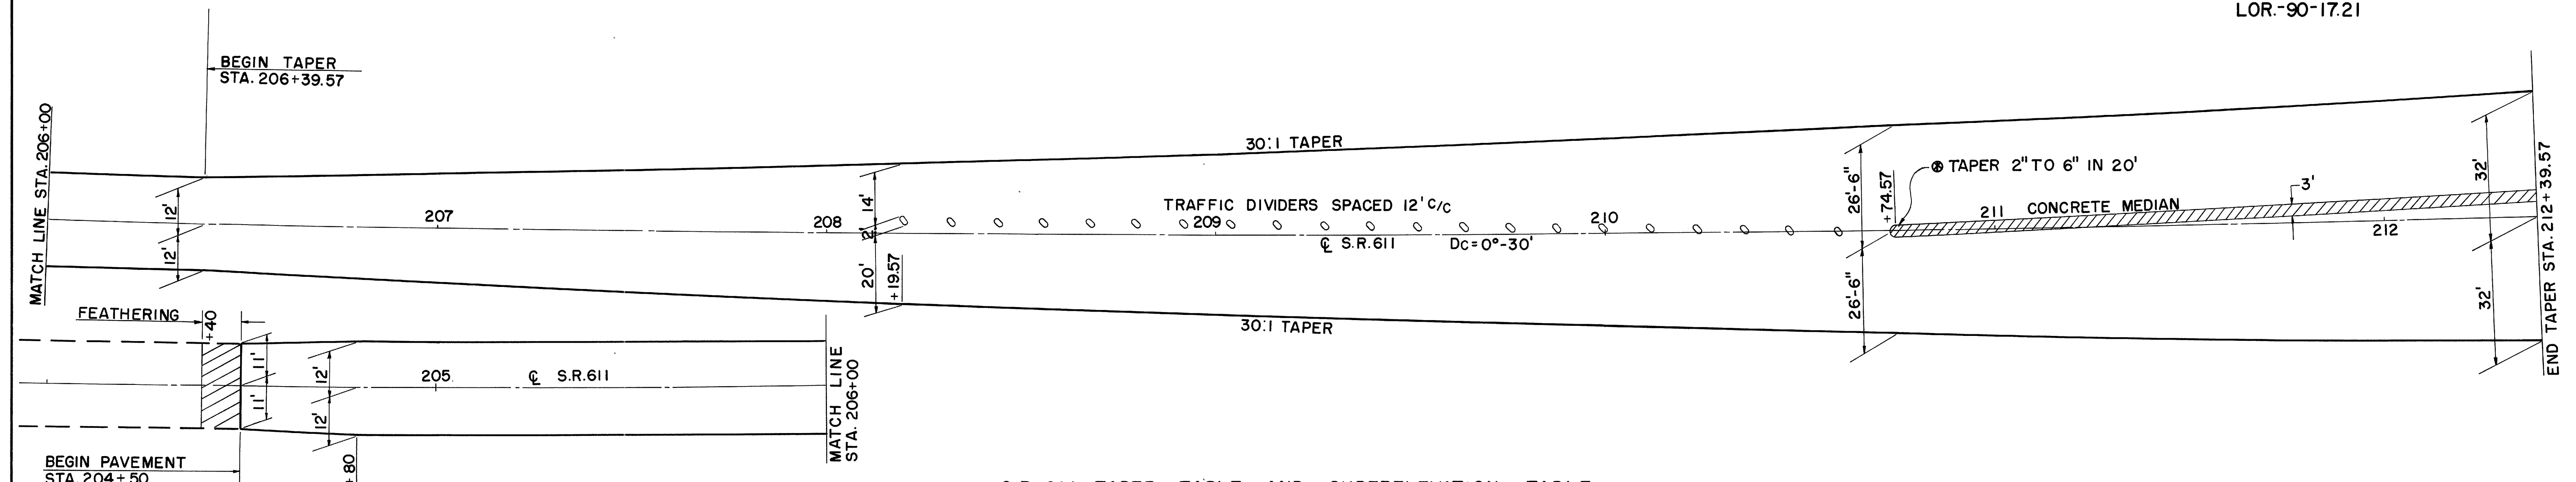 LOR.-90-17.21
BEGIN TAPER
STA. 206+39.57
MATCH LINE STA. 206+00
12'
12'
207
208
14'
2'
20'
+19.57
30:1 TAPER
TRAFFIC DIVIDERS SPACED 12' C/C
209
210
℄ S.R.611 Dc=0°-30'
30:1 TAPER
26'-6"
26'-6"
+74.57
⊛ TAPER 2" TO 6" IN 20'
211
CONCRETE MEDIAN
3'
212
32'
32'
END TAPER STA. 212+39.57
FEATHERING
+40
11'
11'
12'
12'
205
℄ S.R.611
MATCH LINE
STA. 206+00
BEGIN PAVEMENT
STA. 204+50
+80